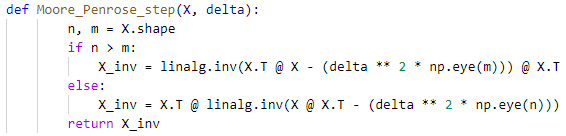 def Moore_Penrose_step(X, delta):
n, m = X.shape
if n > m:
X_inv = linalg.inv(X.T @ X - (delta ** 2 * np.eye(m))) @ X.T
else:
X_inv = X.T @ linalg.inv(X @ X.T - (delta ** 2 * np.eye(n)))
return X_inv